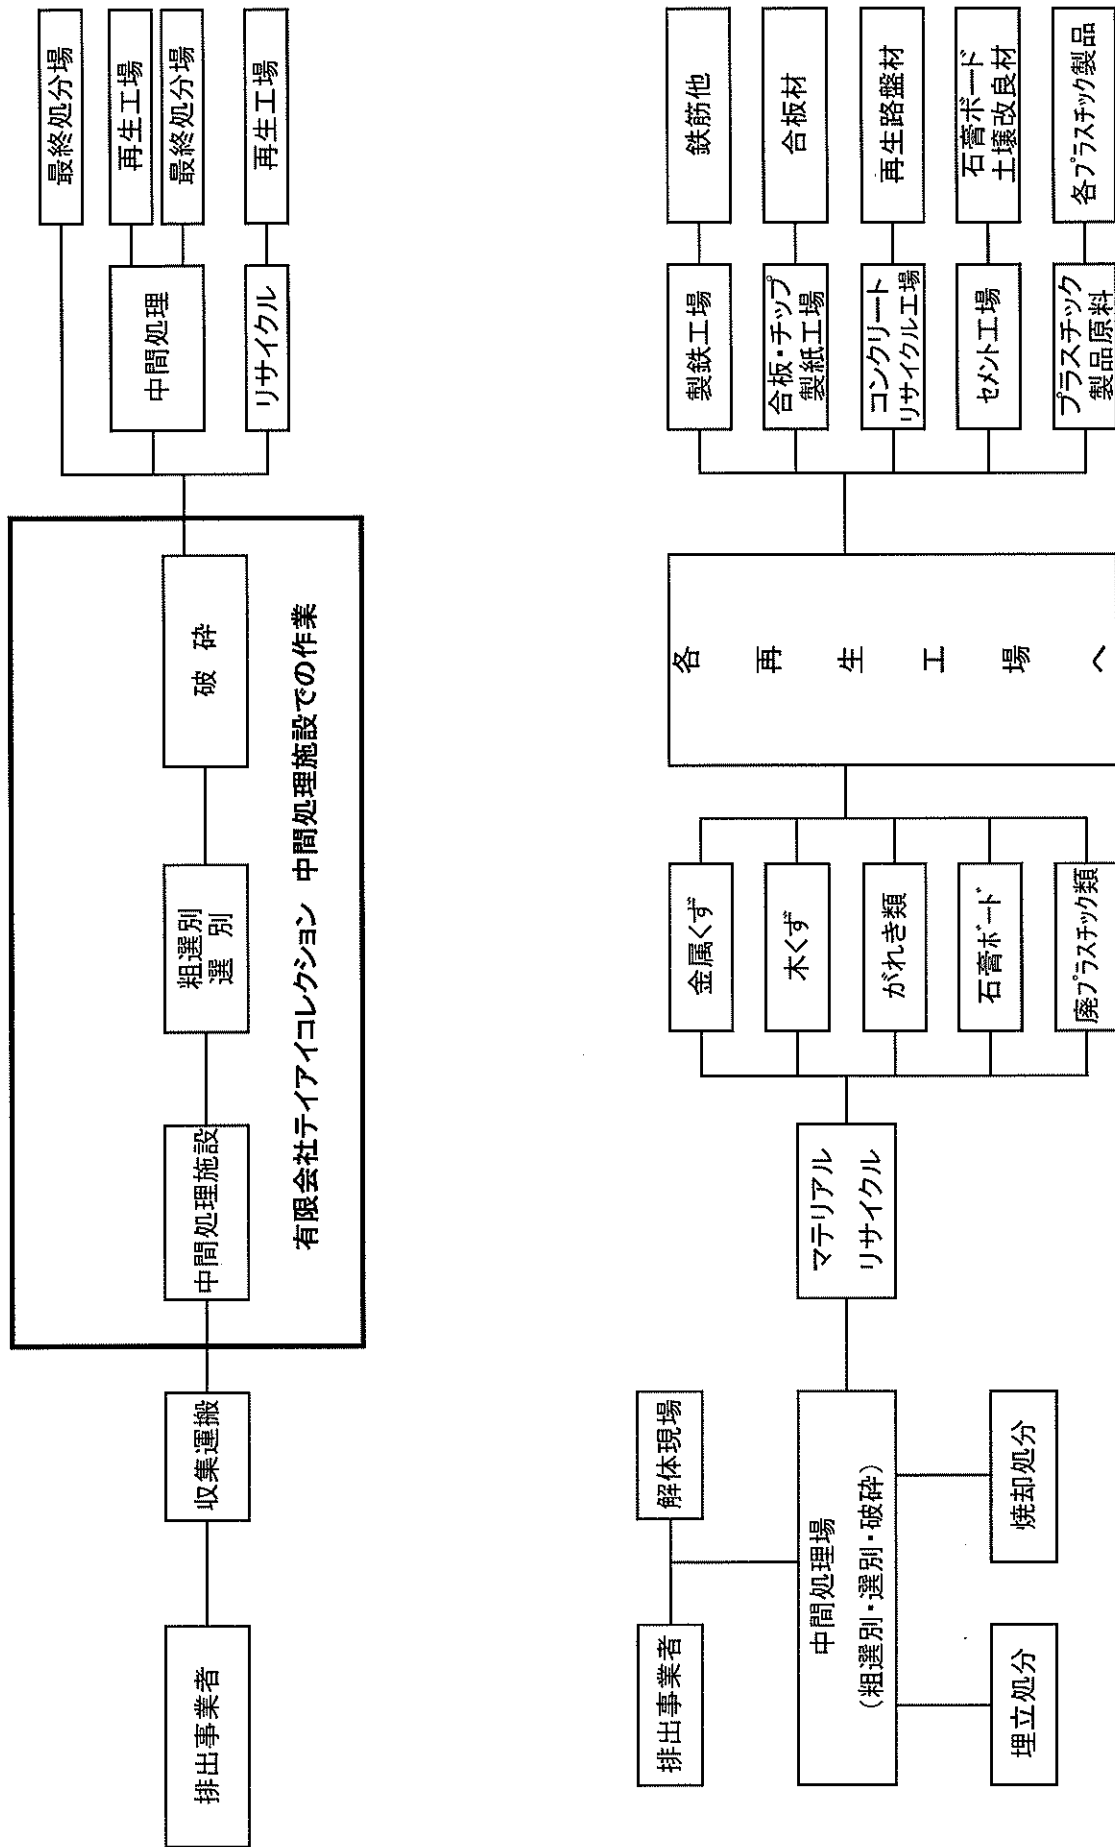 排出事業者
収集運搬
中間処理施設
粗選別
選　別
破　砕
有限会社テイアイコレクション　中間処理施設での作業
中間処理
リサイクル
最終処分場
再生工場
最終処分場
再生工場
排出事業者
解体現場
中間処理場
（粗選別・選別・破砕）
埋立処分
焼却処分
マテリアル
リサイクル
金属くず
木くず
がれき類
石膏ボード
廃プラスチック類
各再生工場へ
製鉄工場
合板・チップ
製紙工場
コンクリート
リサイクル工場
セメント工場
プラスチック
製品原料
鉄筋他
合板材
再生路盤材
石膏ボード
土壌改良材
各プラスチック製品